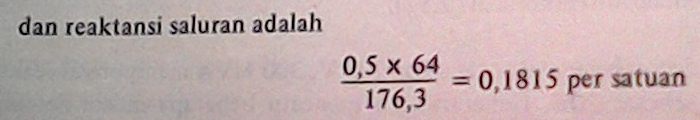 dan reaktansi saluran adalah
0,5 x 64
176,3
= 0,1815 per satuan